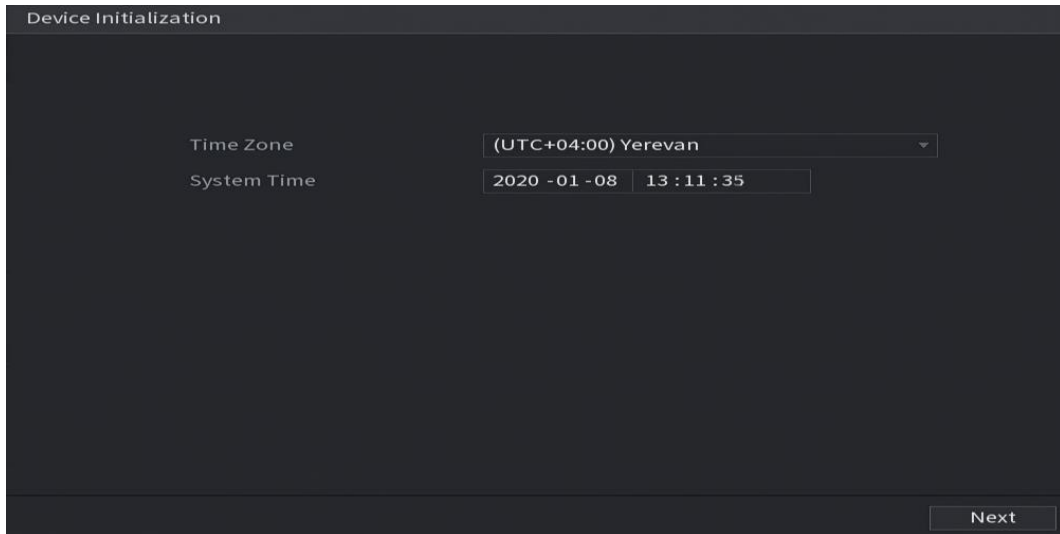 Device Initialization
Time Zone (UTC+04:00) Yerevan
System Time 2020 -01 -08 13 : 11 : 35
Next